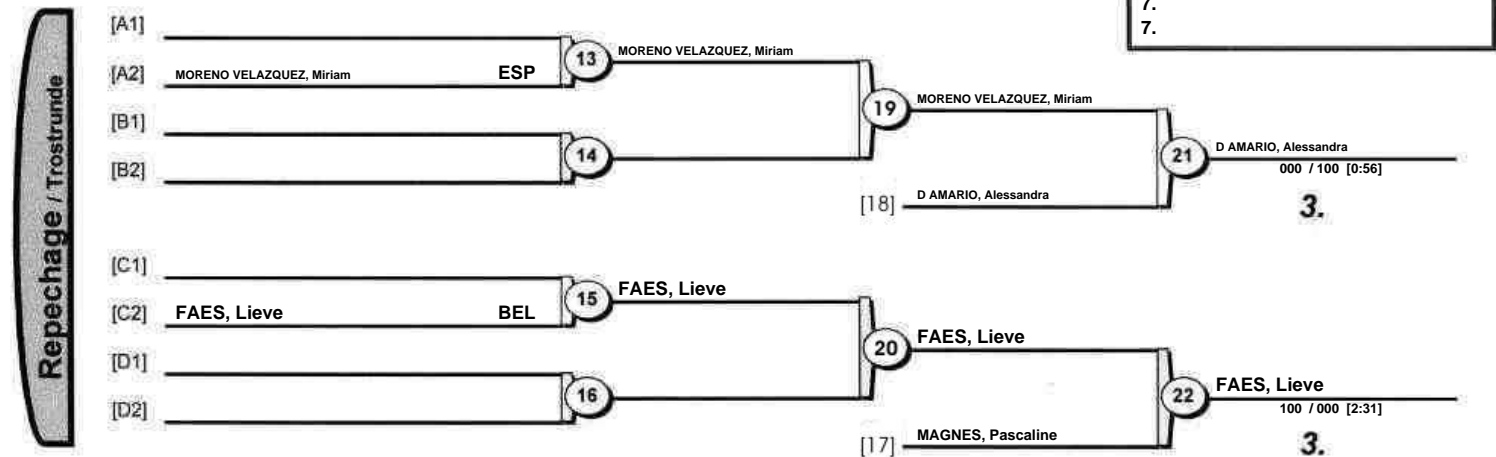 7.
7.
Repechage / Trostrunde
[A1]
13
MORENO VELAZQUEZ, Miriam
[A2] MORENO VELAZQUEZ, Miriam ESP
19
MORENO VELAZQUEZ, Miriam
[B1]
14
[B2]
21
D AMARIO, Alessandra
000 / 100 [0:56]
[18] D AMARIO, Alessandra
3.
[C1]
15
FAES, Lieve
[C2] FAES, Lieve BEL
20
FAES, Lieve
[D1]
16
[D2]
22
FAES, Lieve
100 / 000 [2:31]
[17] MAGNES, Pascaline
3.